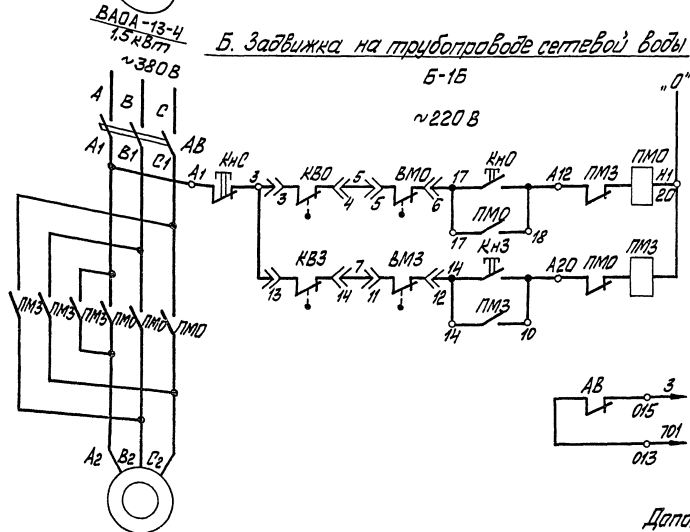 ВАОА-13-4
1,5 кВт
~380 В
Б. Задвижка на трубопроводе сетевой воды
Б-1Б
~220 В
„0"
А В С
АВ
А1 В1 С1
А1 КнС 3 3 КВО 4 5 5 ВМО 6 17 КнО А12 ПМЗ ПМО Н1
20
17 ПМО 18
13 КВЗ 14 7 11 ВМЗ 12 14 КнЗ А20 ПМО ПМЗ
14 ПМЗ 10
ПМЗ ПМЗ ПМЗ ПМО ПМО ПМО
АВ 3
015
701
013
А2 В2 С2
Допо